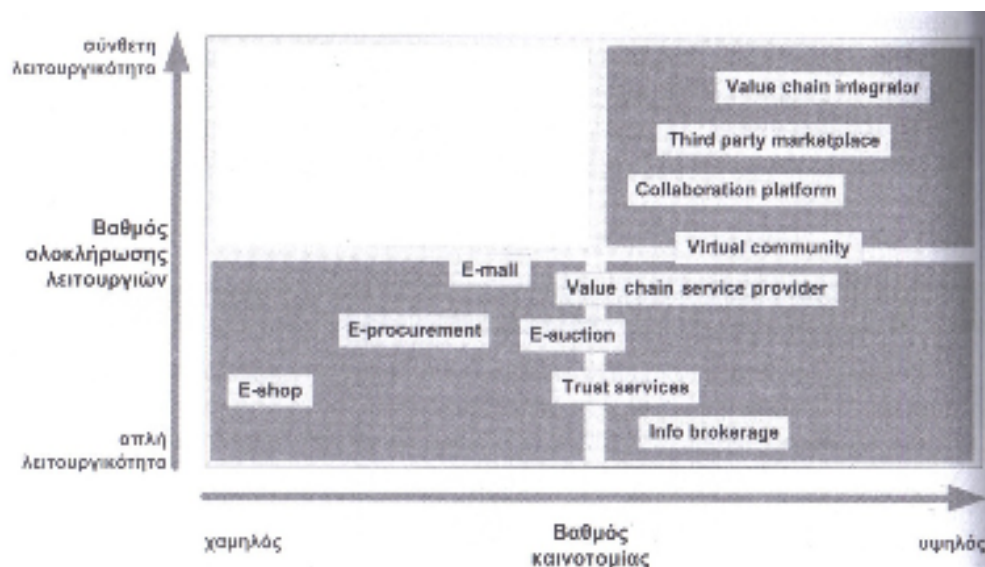 σύνθετη
λειτουργικότητα
Value chain integrator
Third party marketplace
Collaboration platform
Βαθμός
ολοκλήρωσης
λειτουργιών
Virtual community
E-mall
Value chain service provider
E-procurement
E-auction
E-shop
Trust services
Info brokerage
απλή
λειτουργικότητα
χαμηλός
Βαθμός
καινοτομίας
υψηλός